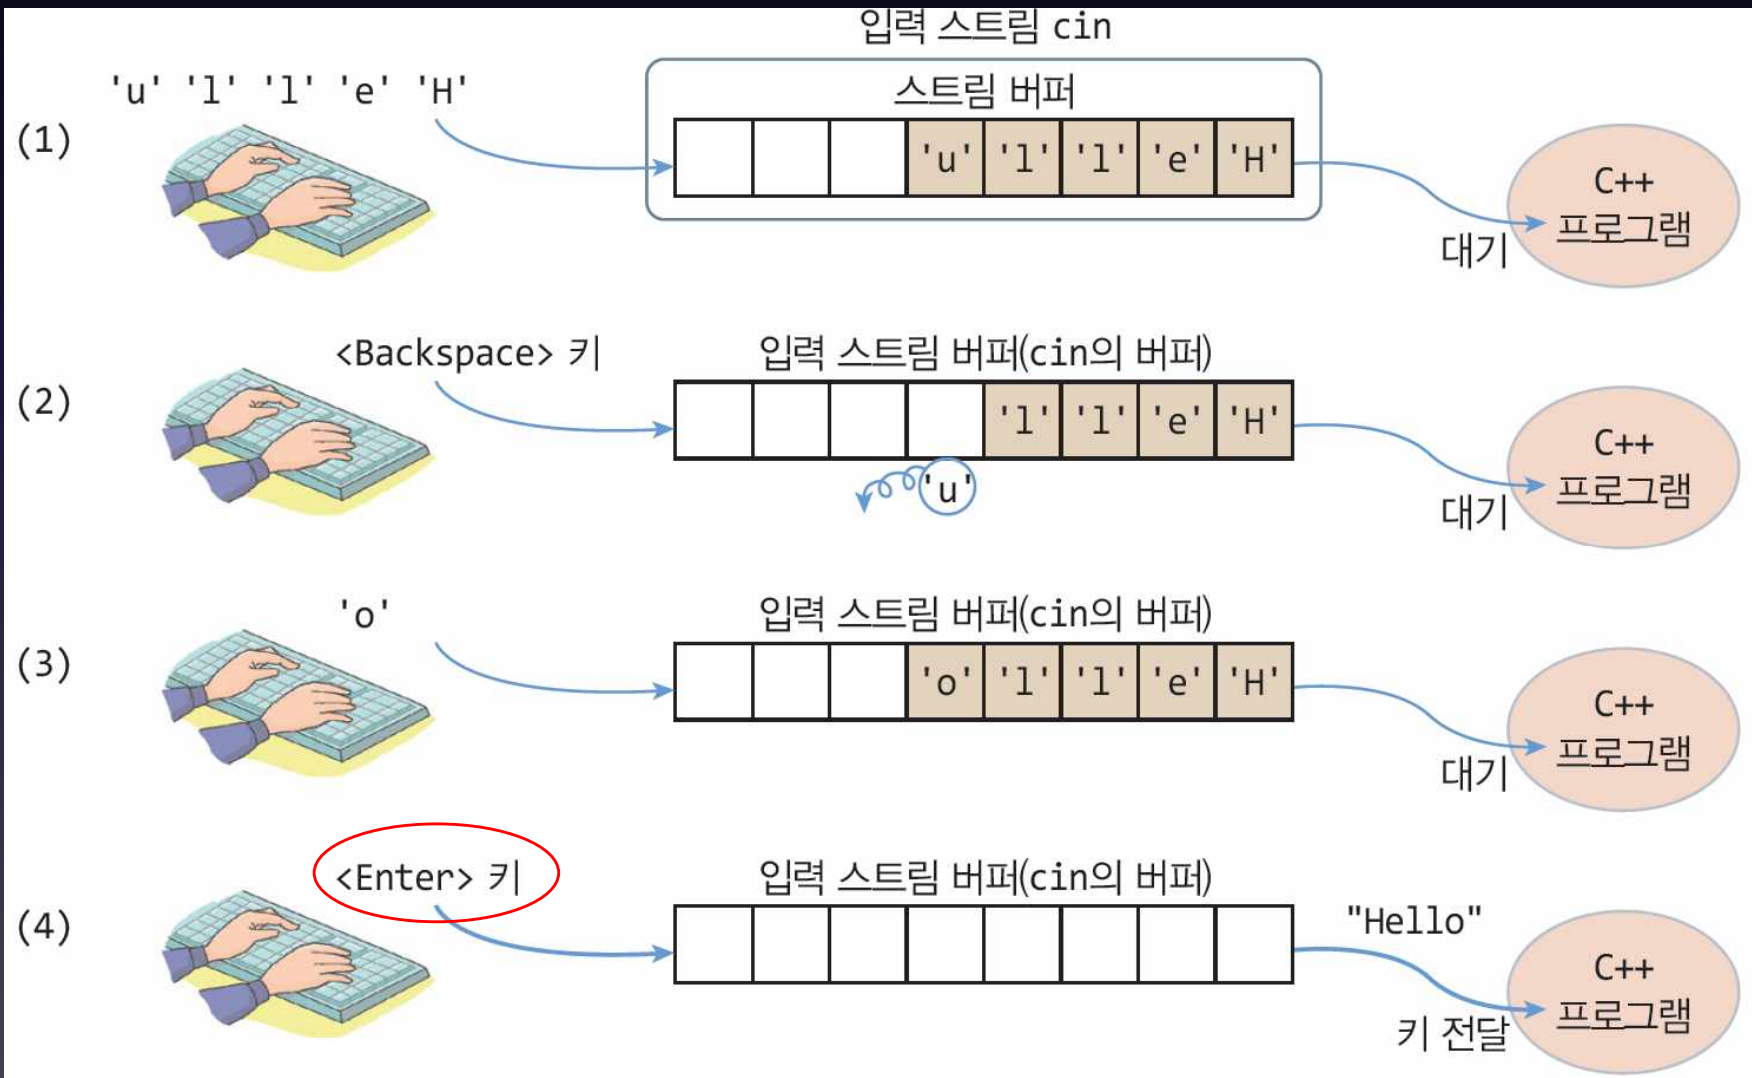 입력 스트림 cin
'u' 'l' 'l' 'e' 'H'
스트림 버퍼
(1)
'u' 'l' 'l' 'e' 'H'
C++
프로그램
대기
<Backspace> 키
입력 스트림 버퍼(cin의 버퍼)
(2)
'l' 'l' 'e' 'H'
'u'
C++
프로그램
대기
'o'
입력 스트림 버퍼(cin의 버퍼)
(3)
'o' 'l' 'l' 'e' 'H'
C++
프로그램
대기
<Enter> 키
입력 스트림 버퍼(cin의 버퍼)
(4)
"Hello"
C++
프로그램
키 전달